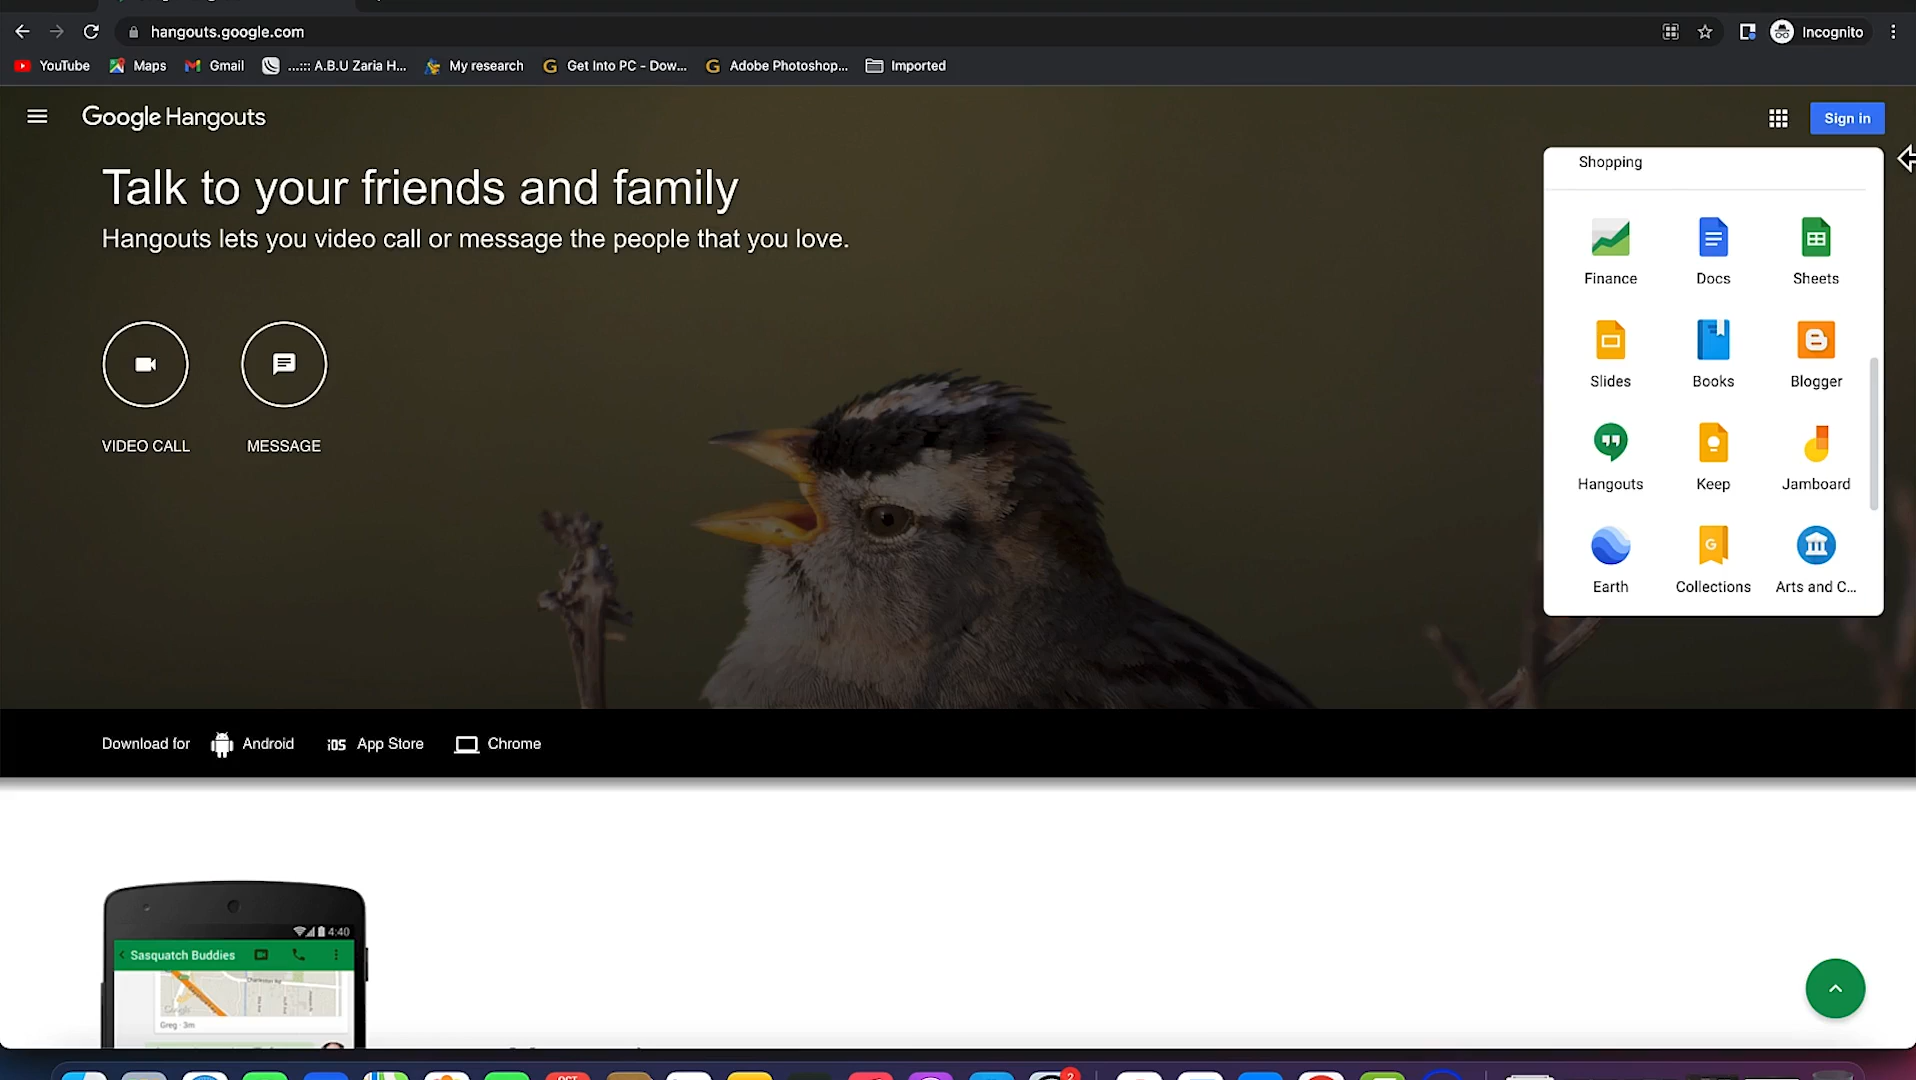 hangouts.google.com
Incognito
YouTube
Maps
Gmail
...::: A.B.U Zaria H...
My research
Get Into PC - Dow...
Adobe Photoshop...
Imported
Google Hangouts
Sign in
Talk to your friends and family
Hangouts lets you video call or message the people that you love.
VIDEO CALL
MESSAGE
Shopping
Finance
Docs
Sheets
Slides
Books
Blogger
Hangouts
Keep
Jamboard
Earth
Collections
Arts and C...
Download for
Android
iOS
App Store
Chrome
4:40
Sasquatch Buddies
Google
Greg · 3m
OCT
2